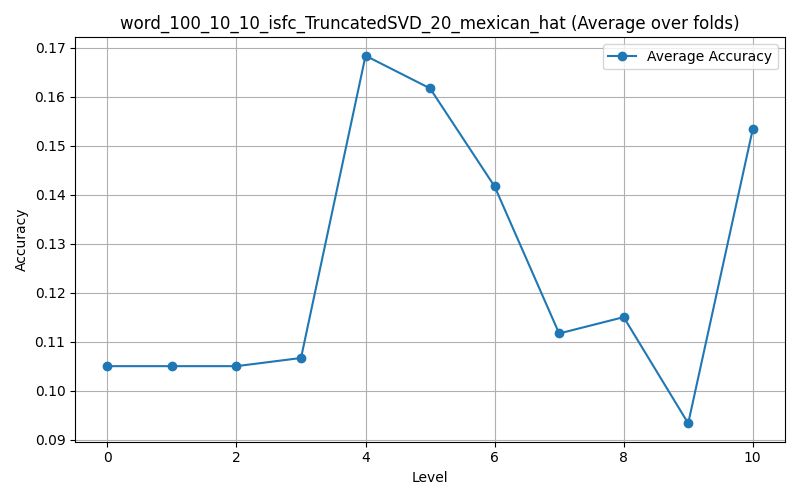 word_100_10_10_isfc_TruncatedSVD_20_mexican_hat (Average over folds)
Average Accuracy
0.17
0.16
0.15
0.14
0.13
0.12
0.11
0.10
0.09
Accuracy
0 2 4 6 8 10
Level